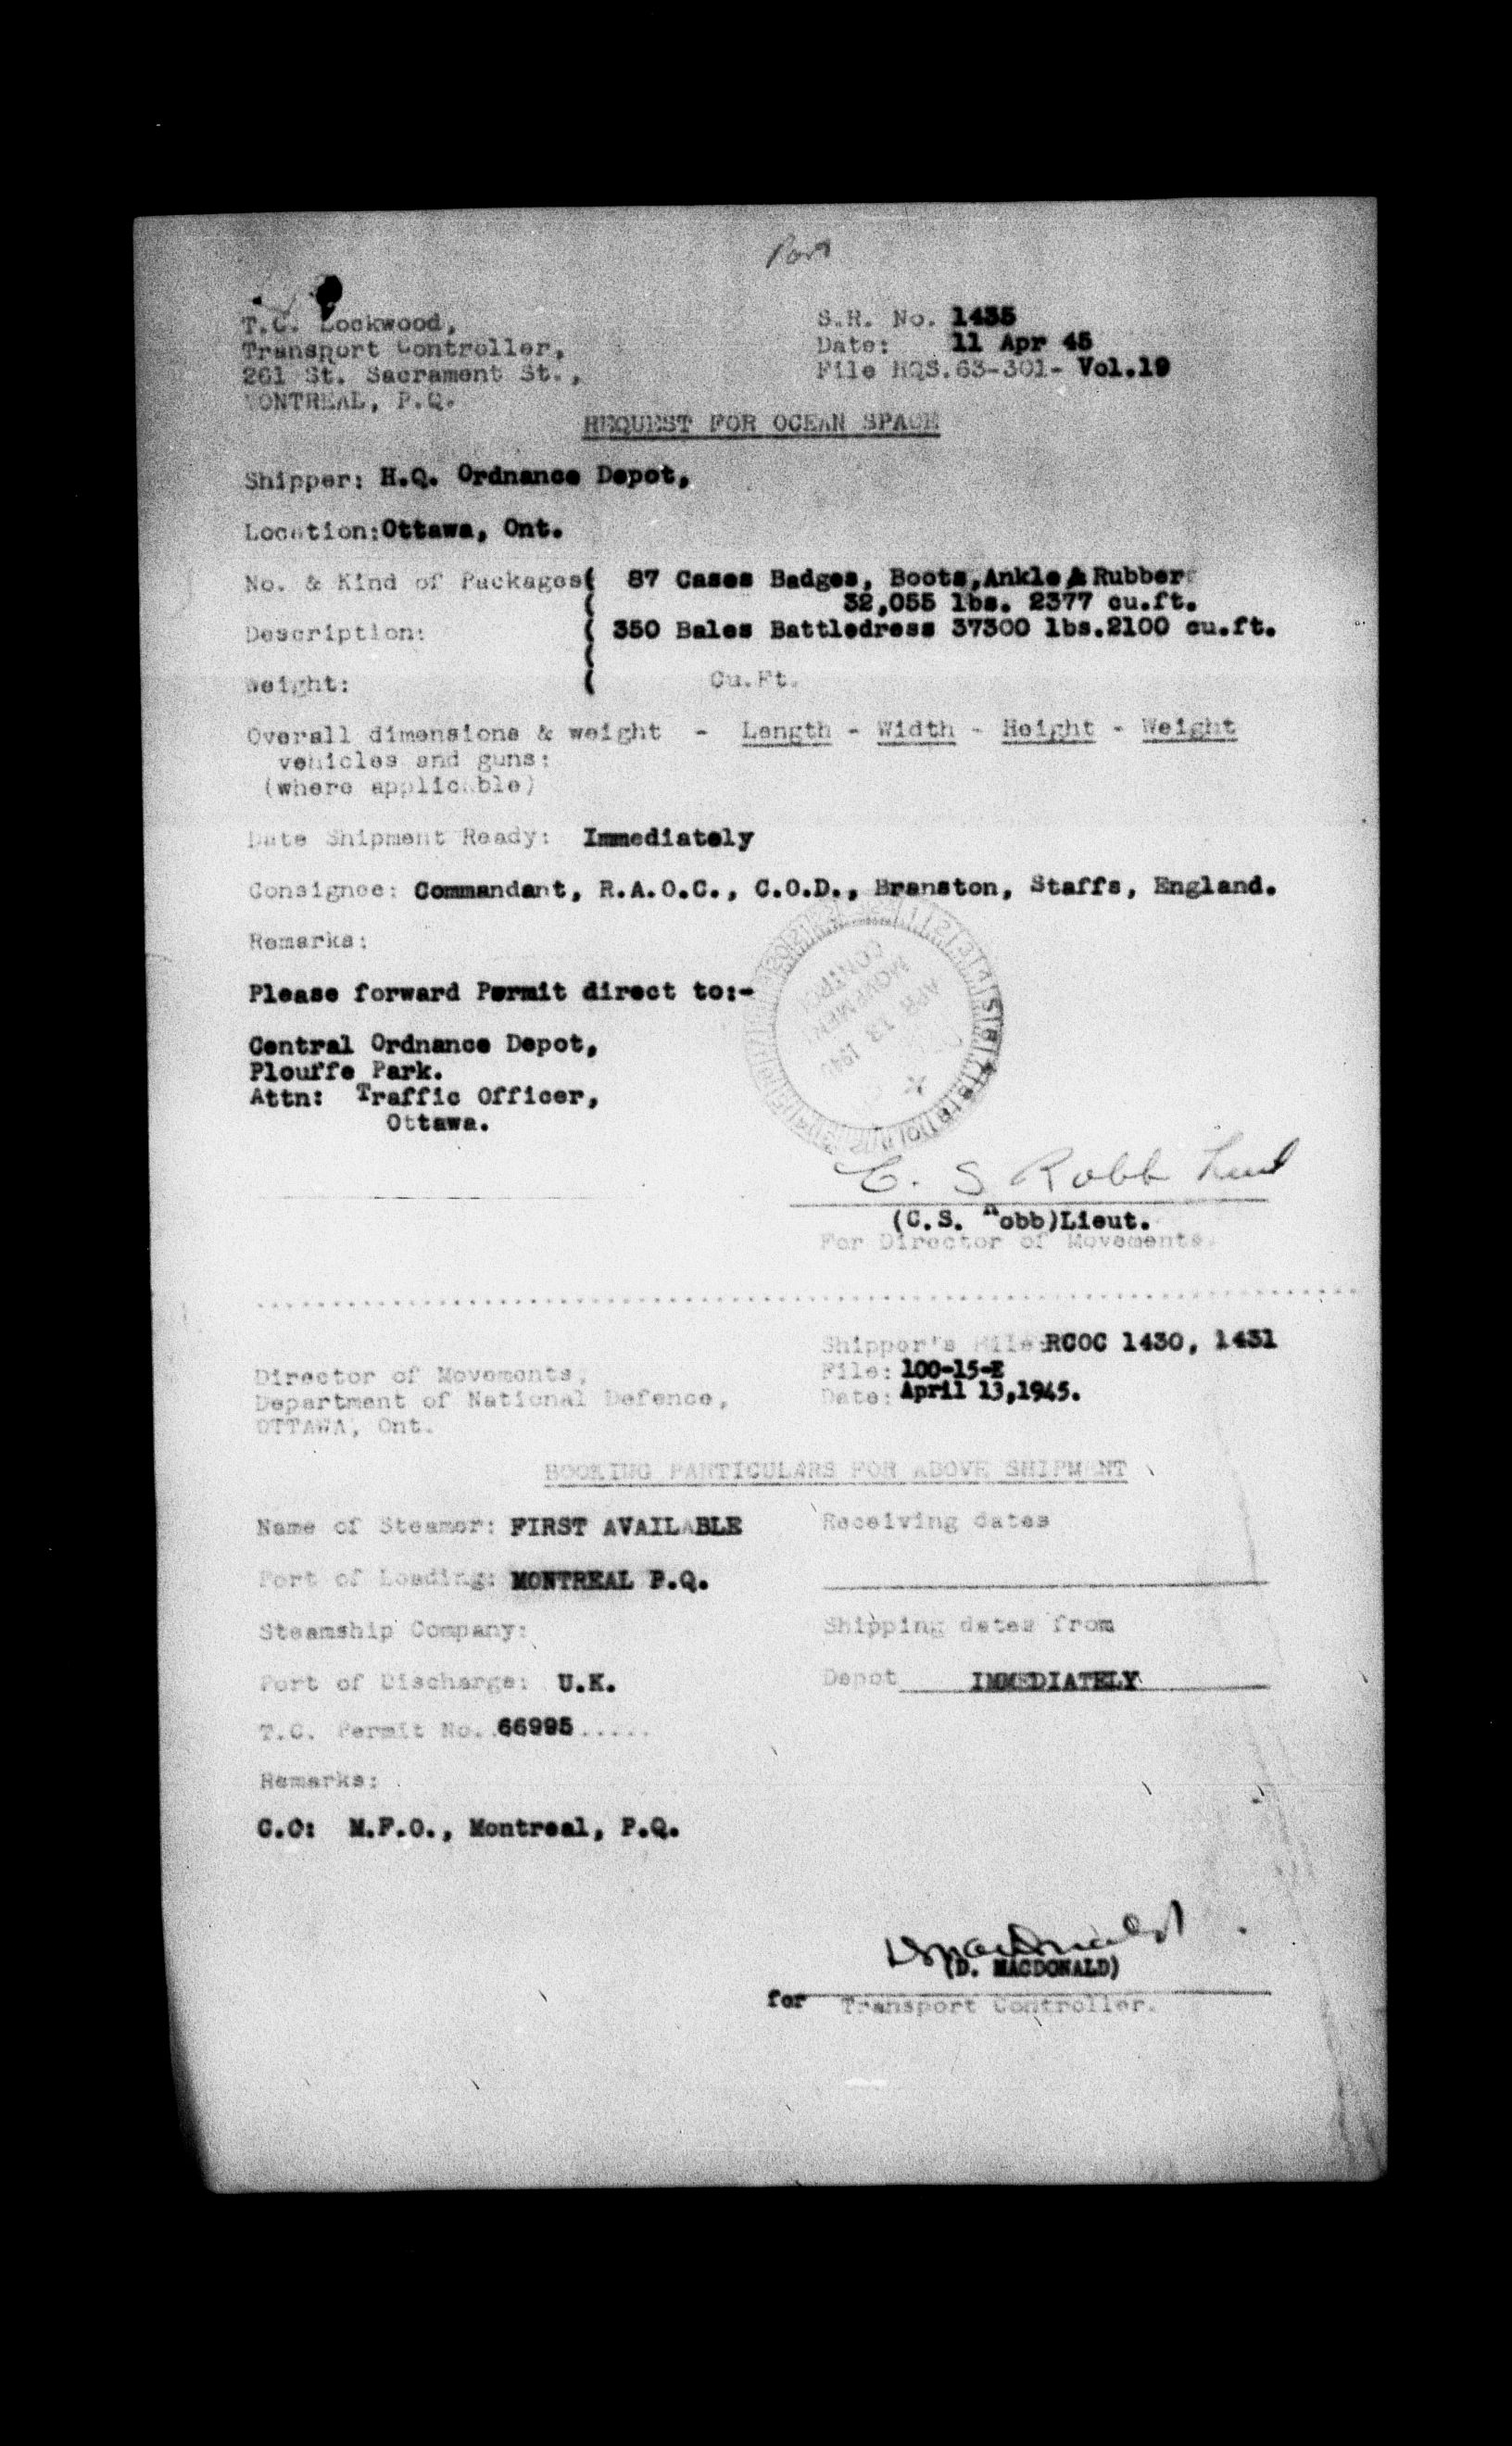 T.C. Lockwood,
Transport Controller,
261 St. Sacrament St.,
MONTREAL, P.Q.
S.R. No. 1435
Date: 11 Apr 45
File HQS.63-301- Vol.19
REQUEST FOR OCEAN SPACE
Shipper: H.Q. Ordnance Depot,
Location: Ottawa, Ont.
No. & Kind of Packages ( 87 Cases Badges, Boots, Ankle & Rubber
( 32,055 lbs. 2377 cu.ft.
Description: ( 350 Bales Battledress 37300 lbs. 2100 cu.ft.
(
Weight: ( Cu.Ft.
Overall dimensions & weight - Length - Width - Height - Weight
vehicles and guns:
(where applicable)
Date Shipment Ready: Immediately
Consignee: Commandant, R.A.O.C., C.O.D., Branston, Staffs, England.
Remarks:
Please forward Permit direct to:-
Central Ordnance Depot,
Plouffe Park.
Attn: Traffic Officer,
Ottawa.
APR 13
C. S Robb Lieut
(C.S. Robb)Lieut.
For Director of Movements.
Shipper's File: RCOC 1430, 1431
File: 100-15-E
Date: April 13,1945.
Director of Movements,
Department of National Defence,
OTTAWA, Ont.
BOOKING PARTICULARS FOR ABOVE SHIPMENT
Name of Steamer: FIRST AVAILABLE
Receiving dates
Port of Loading: MONTREAL P.Q.
Steamship Company:
Shipping dates from
Port of Discharge: U.K.
Depot IMMEDIATELY
T.C. Permit No. 66995.....
Remarks:
C.C: M.F.O., Montreal, P.Q.
DMacDonald
(D. MACDONALD)
for Transport Controller.